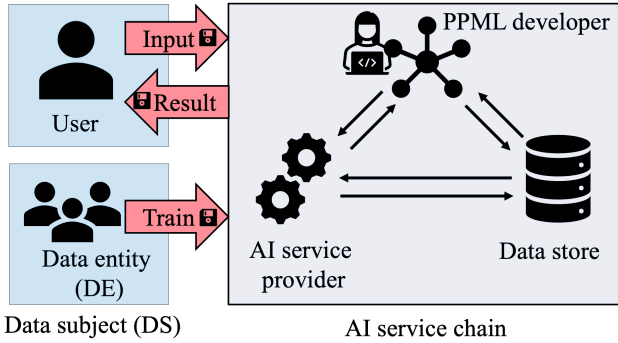 Input
PPML developer
</>
Result
User
Train
AI service
provider
Data store
Data entity
(DE)
Data subject (DS)
AI service chain